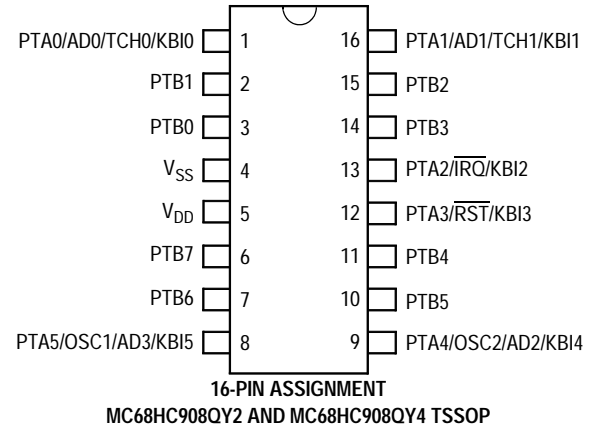 PTA0/AD0/TCH0/KBI0 1 16 PTA1/AD1/TCH1/KBI1
PTB1 2 15 PTB2
PTB0 3 14 PTB3
VSS 4 13 PTA2/IRQ/KBI2
VDD 5 12 PTA3/RST/KBI3
PTB7 6 11 PTB4
PTB6 7 10 PTB5
PTA5/OSC1/AD3/KBI5 8 9 PTA4/OSC2/AD2/KBI4
16-PIN ASSIGNMENT
MC68HC908QY2 AND MC68HC908QY4 TSSOP